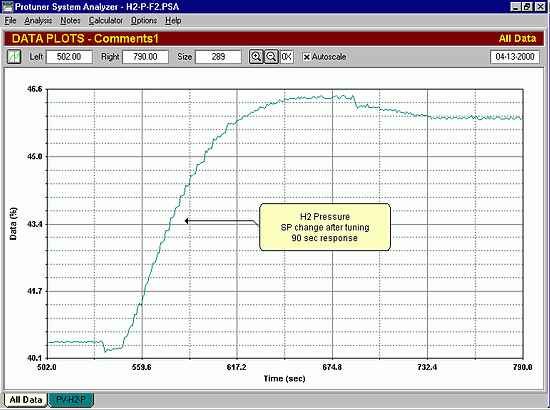 Protuner System Analyzer - H2-P-F2.PSA
File Analysis Notes Calculator Options Help
DATA PLOTS - Comments1 All Data
Left 502.00 Right 790.00 Size 289 0X Autoscale 04-13-2000
46.6
45.0
43.4
41.7
40.1
Data (%)
H2 Pressure
SP change after tuning
90 sec response
502.0 559.6 617.2 674.8 732.4 790.0
Time (sec)
All Data PV-H2-P